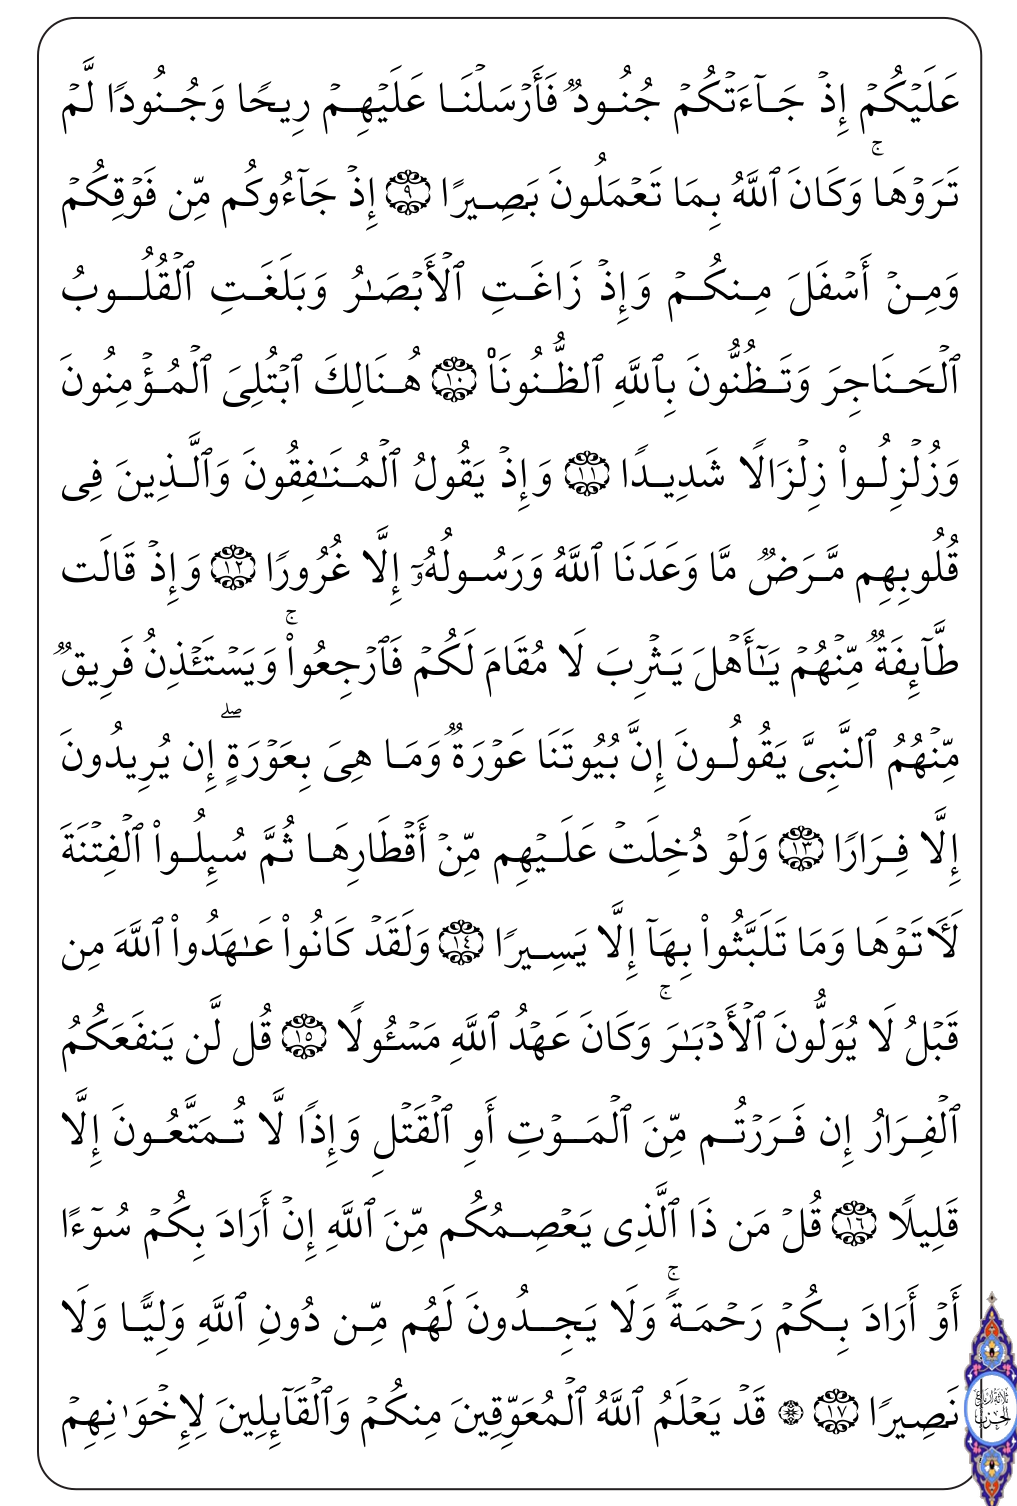 عَلَيۡكُمۡ إِذۡ جَآءَتۡكُمۡ جُنُودٞ فَأَرۡسَلۡنَا عَلَيۡهِمۡ رِيحٗا وَجُنُودٗا لَّمۡ
تَرَوۡهَاۚ وَكَانَ ٱللَّهُ بِمَا تَعۡمَلُونَ بَصِيرًا ٩ إِذۡ جَآءُوكُم مِّن فَوۡقِكُمۡ
وَمِنۡ أَسۡفَلَ مِنكُمۡ وَإِذۡ زَاغَتِ ٱلۡأَبۡصَٰرُ وَبَلَغَتِ ٱلۡقُلُوبُ
ٱلۡحَنَاجِرَ وَتَظُنُّونَ بِٱللَّهِ ٱلظُّنُونَا۠ ١٠ هُنَالِكَ ٱبۡتُلِيَ ٱلۡمُؤۡمِنُونَ
وَزُلۡزِلُواْ زِلۡزَالٗا شَدِيدٗا ١١ وَإِذۡ يَقُولُ ٱلۡمُنَٰفِقُونَ وَٱلَّذِينَ فِي
قُلُوبِهِم مَّرَضٞ مَّا وَعَدَنَا ٱللَّهُ وَرَسُولُهُۥٓ إِلَّا غُرُورٗا ١٢ وَإِذۡ قَالَت
طَّآئِفَةٞ مِّنۡهُمۡ يَٰٓأَهۡلَ يَثۡرِبَ لَا مُقَامَ لَكُمۡ فَٱرۡجِعُواْۚ وَيَسۡتَـٔۡذِنُ فَرِيقٞ
مِّنۡهُمُ ٱلنَّبِيَّ يَقُولُونَ إِنَّ بُيُوتَنَا عَوۡرَةٞ وَمَا هِيَ بِعَوۡرَةٍۖ إِن يُرِيدُونَ
إِلَّا فِرَارٗا ١٣ وَلَوۡ دُخِلَتۡ عَلَيۡهِم مِّنۡ أَقۡطَارِهَا ثُمَّ سُئِلُواْ ٱلۡفِتۡنَةَ
لَأٓتَوۡهَا وَمَا تَلَبَّثُواْ بِهَآ إِلَّا يَسِيرٗا ١٤ وَلَقَدۡ كَانُواْ عَٰهَدُواْ ٱللَّهَ مِن
قَبۡلُ لَا يُوَلُّونَ ٱلۡأَدۡبَٰرَۚ وَكَانَ عَهۡدُ ٱللَّهِ مَسۡـُٔولٗا ١٥ قُل لَّن يَنفَعَكُمُ
ٱلۡفِرَارُ إِن فَرَرۡتُم مِّنَ ٱلۡمَوۡتِ أَوِ ٱلۡقَتۡلِ وَإِذٗا لَّا تُمَتَّعُونَ إِلَّا
قَلِيلٗا ١٦ قُلۡ مَن ذَا ٱلَّذِي يَعۡصِمُكُم مِّنَ ٱللَّهِ إِنۡ أَرَادَ بِكُمۡ سُوٓءًا
أَوۡ أَرَادَ بِكُمۡ رَحۡمَةٗۚ وَلَا يَجِدُونَ لَهُم مِّن دُونِ ٱللَّهِ وَلِيّٗا وَلَا
نَصِيرٗا ١٧ ۞ قَدۡ يَعۡلَمُ ٱللَّهُ ٱلۡمُعَوِّقِينَ مِنكُمۡ وَٱلۡقَآئِلِينَ لِإِخۡوَٰنِهِمۡ
ثلاثة أرباع
الحزب